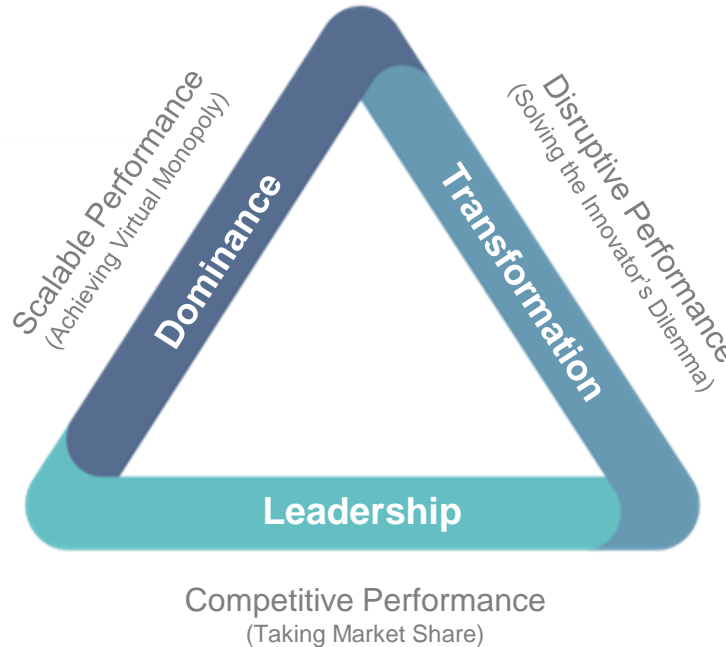 Scalable Performance
(Achieving Virtual Monopoly)
Dominance
Disruptive Performance
(Solving the Innovator's Dilemma)
Transformation
Leadership
Competitive Performance
(Taking Market Share)